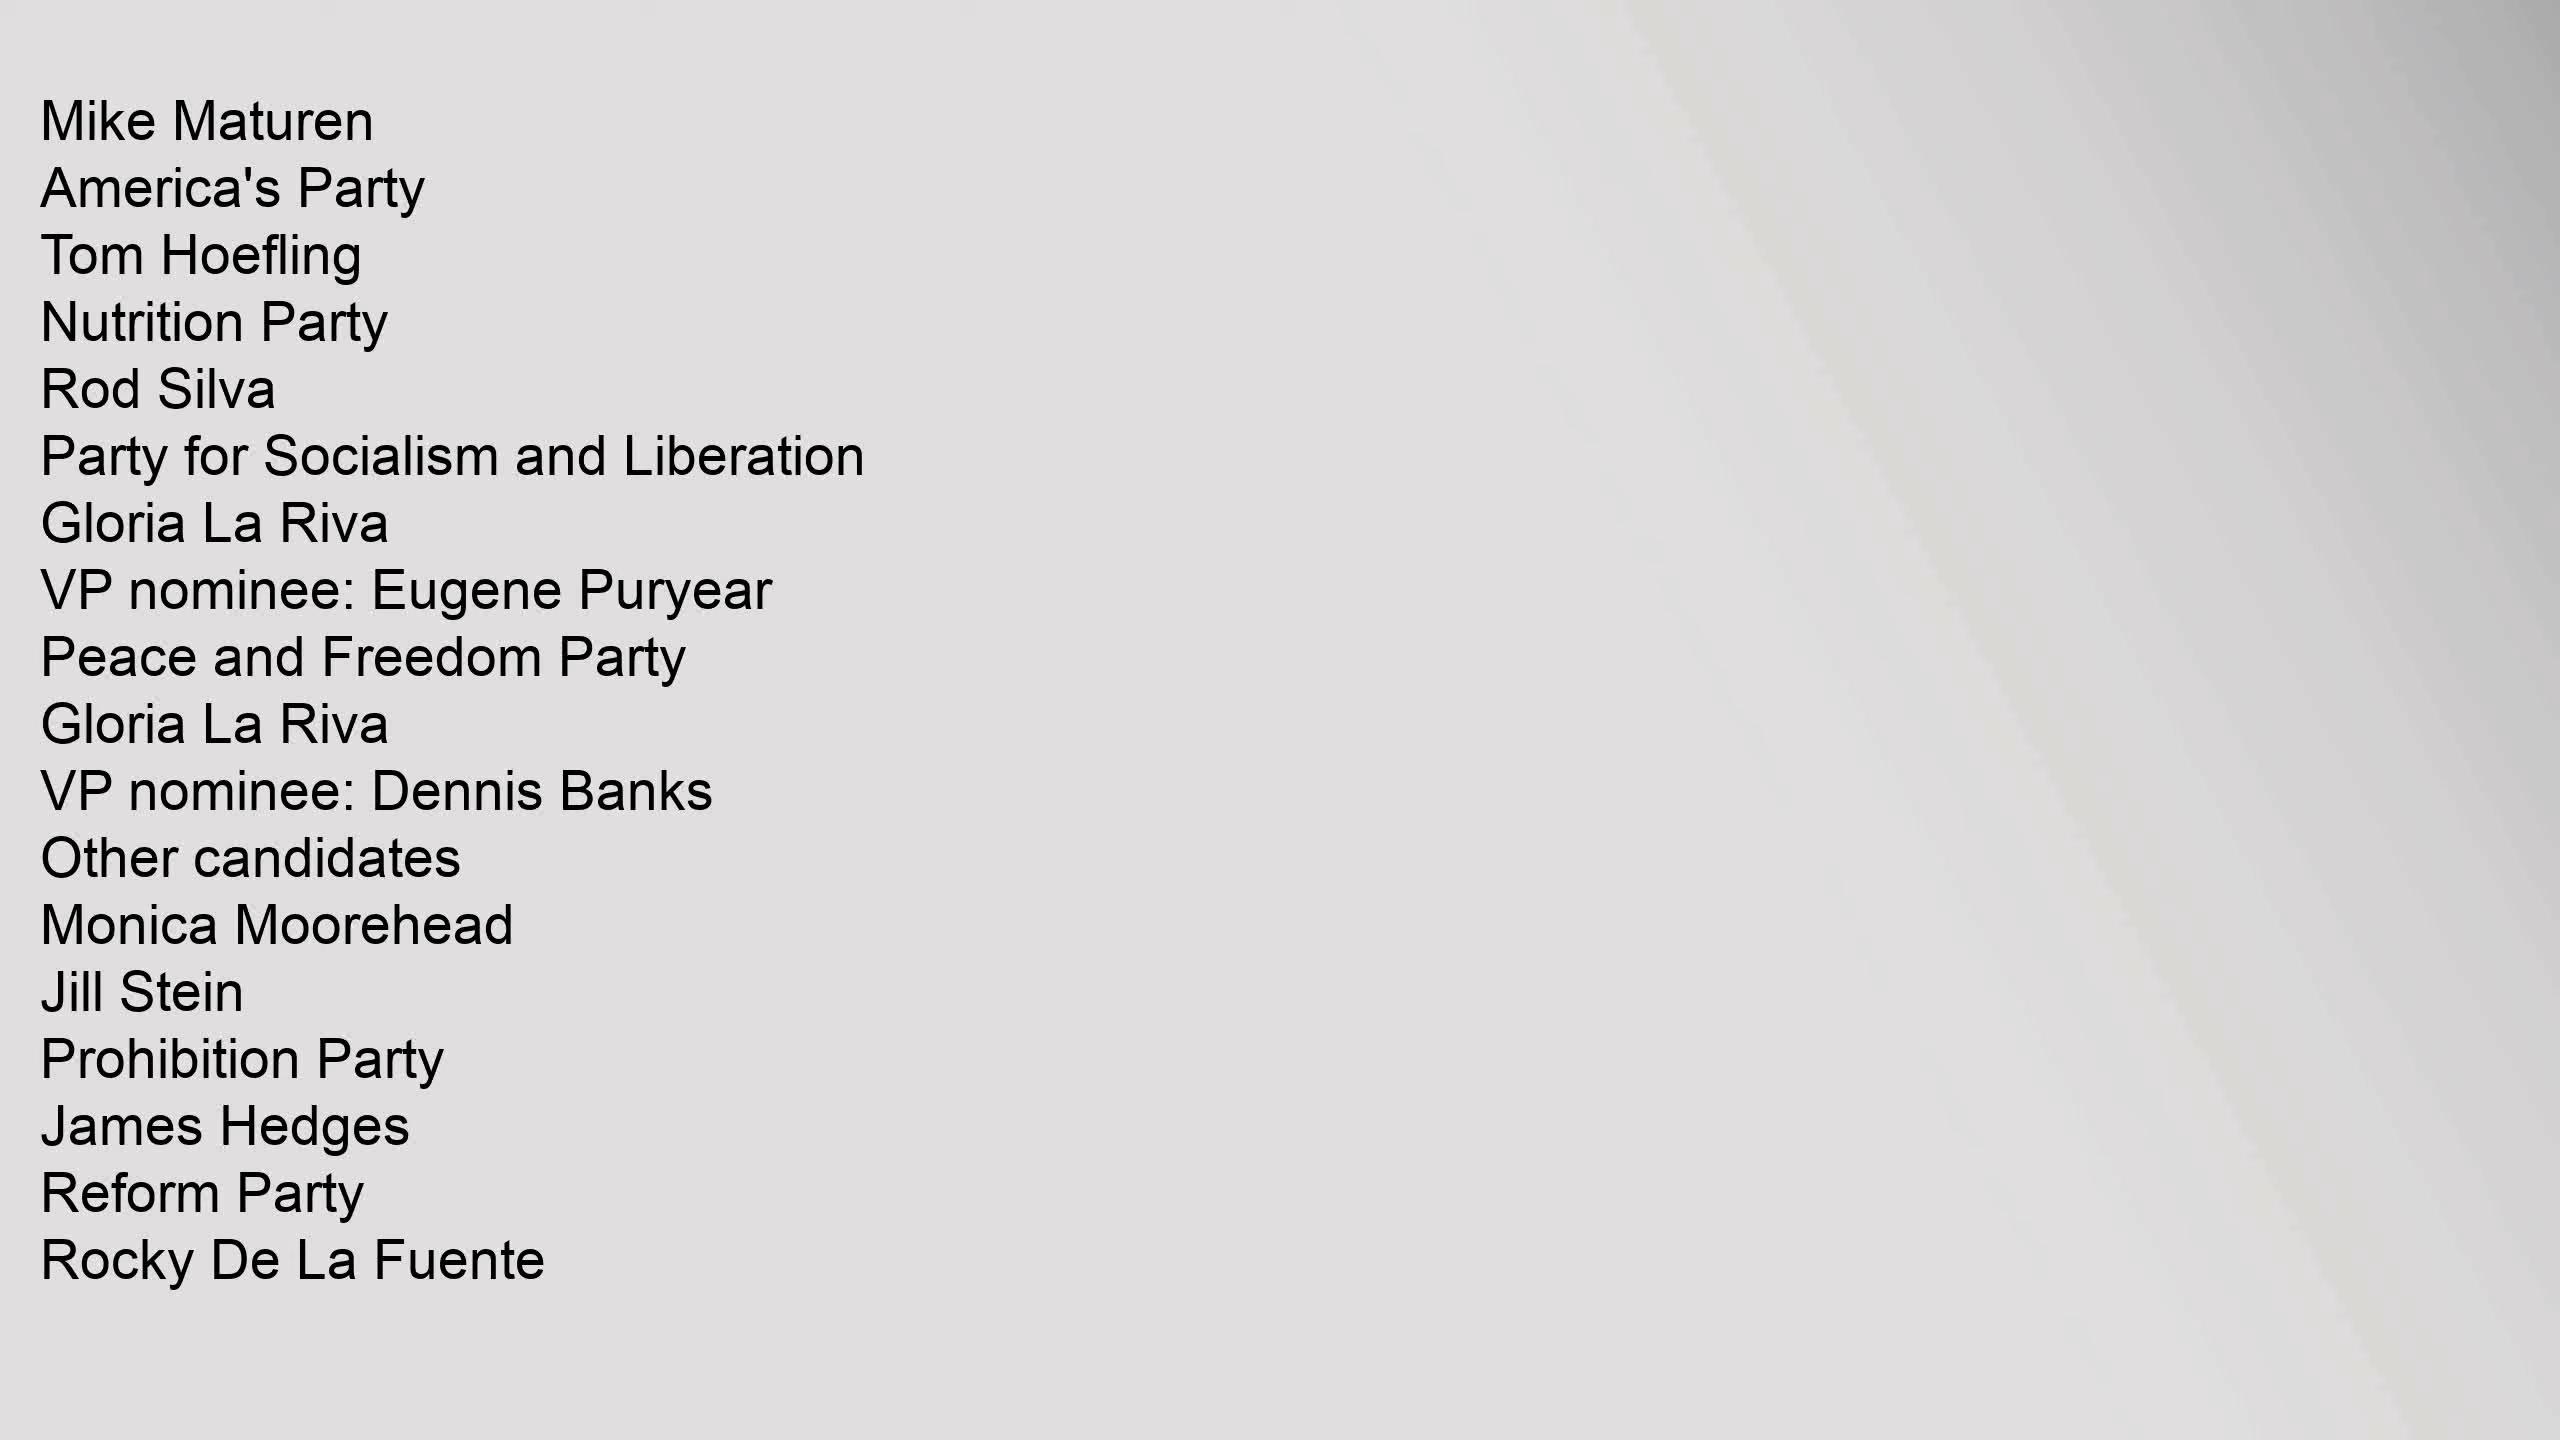 Mike Maturen
America's Party
Tom Hoefling
Nutrition Party
Rod Silva
Party for Socialism and Liberation
Gloria La Riva
VP nominee: Eugene Puryear
Peace and Freedom Party
Gloria La Riva
VP nominee: Dennis Banks
Other candidates
Monica Moorehead
Jill Stein
Prohibition Party
James Hedges
Reform Party
Rocky De La Fuente